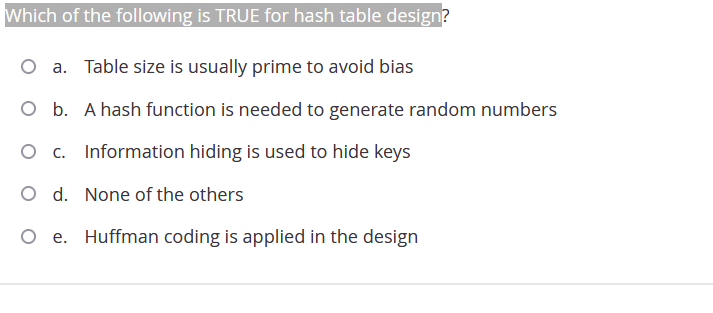 Which of the following is TRUE for hash table design?
a. Table size is usually prime to avoid bias
b. A hash function is needed to generate random numbers
c. Information hiding is used to hide keys
d. None of the others
e. Huffman coding is applied in the design